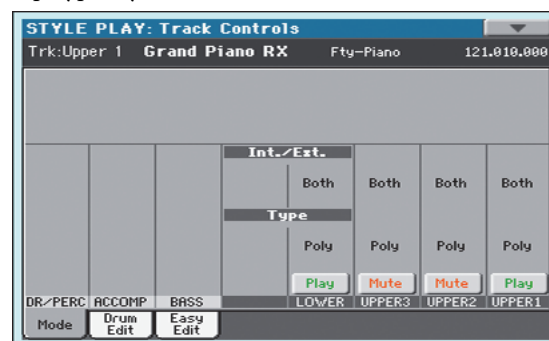 STYLE PLAY: Track Controls
Trk:Upper 1 Grand Piano RX Fty-Piano 121.010.000
Int./Ext.
Both Both Both Both
Type
Poly Poly Poly Poly
Play Mute Mute Play
DR/PERC ACCOMP BASS LOWER UPPER3 UPPER2 UPPER1
Mode Drum Edit Easy Edit